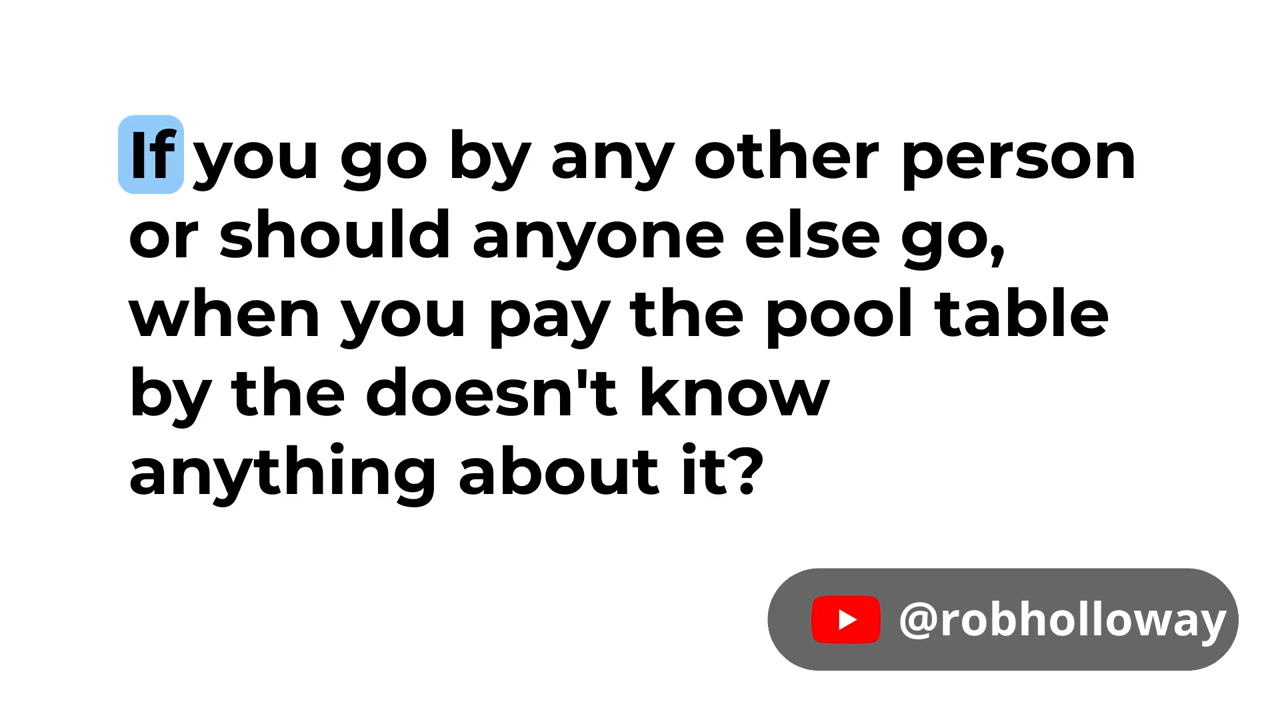 If you go by any other person
or should anyone else go,
when you pay the pool table
by the doesn't know
anything about it?
@robholloway